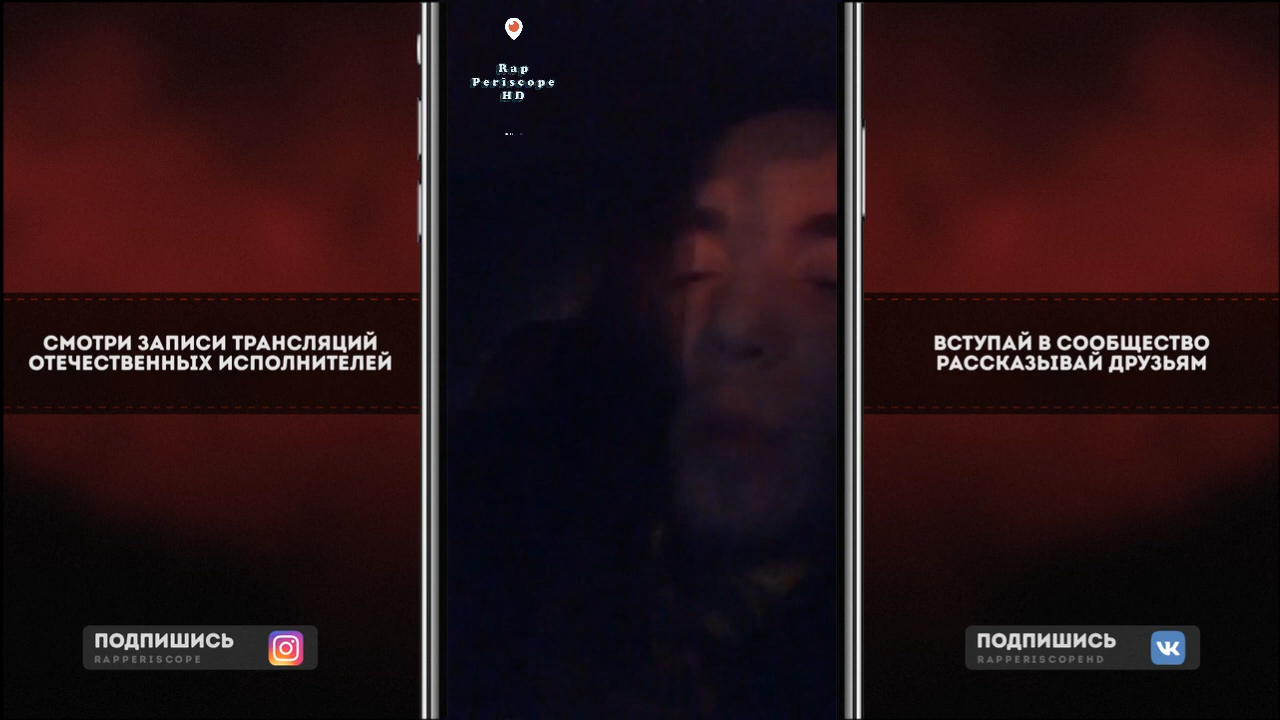 Rap
Periscope
HD
СМОТРИ ЗАПИСИ ТРАНСЛЯЦИЙ
ОТЕЧЕСТВЕННЫХ ИСПОЛНИТЕЛЕЙ
ВСТУПАЙ В СООБЩЕСТВО
РАССКАЗЫВАЙ ДРУЗЬЯМ
ПОДПИШИСЬ
RAPPERISCOPE
ПОДПИШИСЬ
RAPPERISCOPEHD